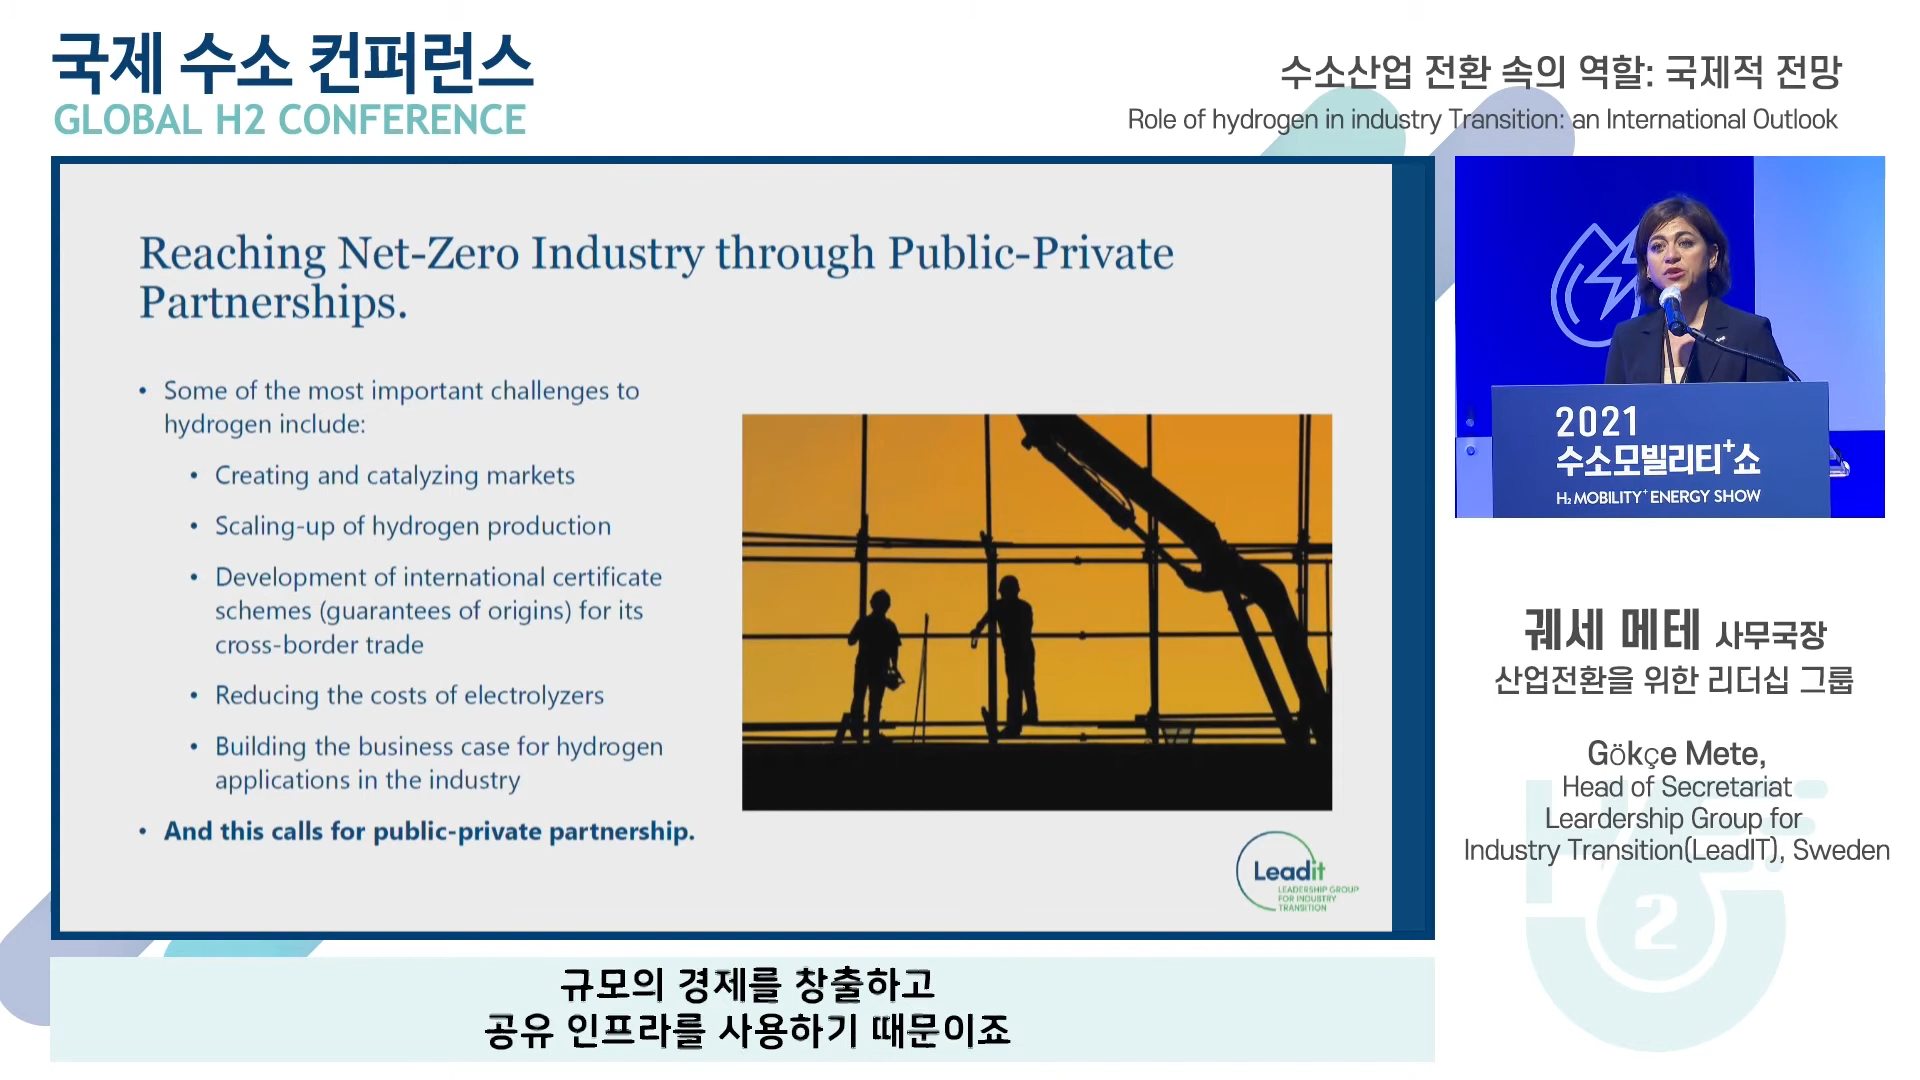 국제 수소 컨퍼런스
GLOBAL H2 CONFERENCE
수소산업 전환 속의 역할: 국제적 전망
Role of hydrogen in industry Transition: an International Outlook
Reaching Net-Zero Industry through Public-Private
Partnerships.
• Some of the most important challenges to
hydrogen include:
• Creating and catalyzing markets
• Scaling-up of hydrogen production
• Development of international certificate
schemes (guarantees of origins) for its
cross-border trade
• Reducing the costs of electrolyzers
• Building the business case for hydrogen
applications in the industry
• And this calls for public-private partnership.
Leadit
LEADERSHIP GROUP
FOR INDUSTRY
TRANSITION
2021
수소모빌리티+쇼
H₂ MOBILITY+ ENERGY SHOW
궤세 메테 사무국장
산업전환을 위한 리더십 그룹
Gökçe Mete,
Head of Secretariat
Leardership Group for
Industry Transition(LeadIT), Sweden
2
규모의 경제를 창출하고
공유 인프라를 사용하기 때문이죠